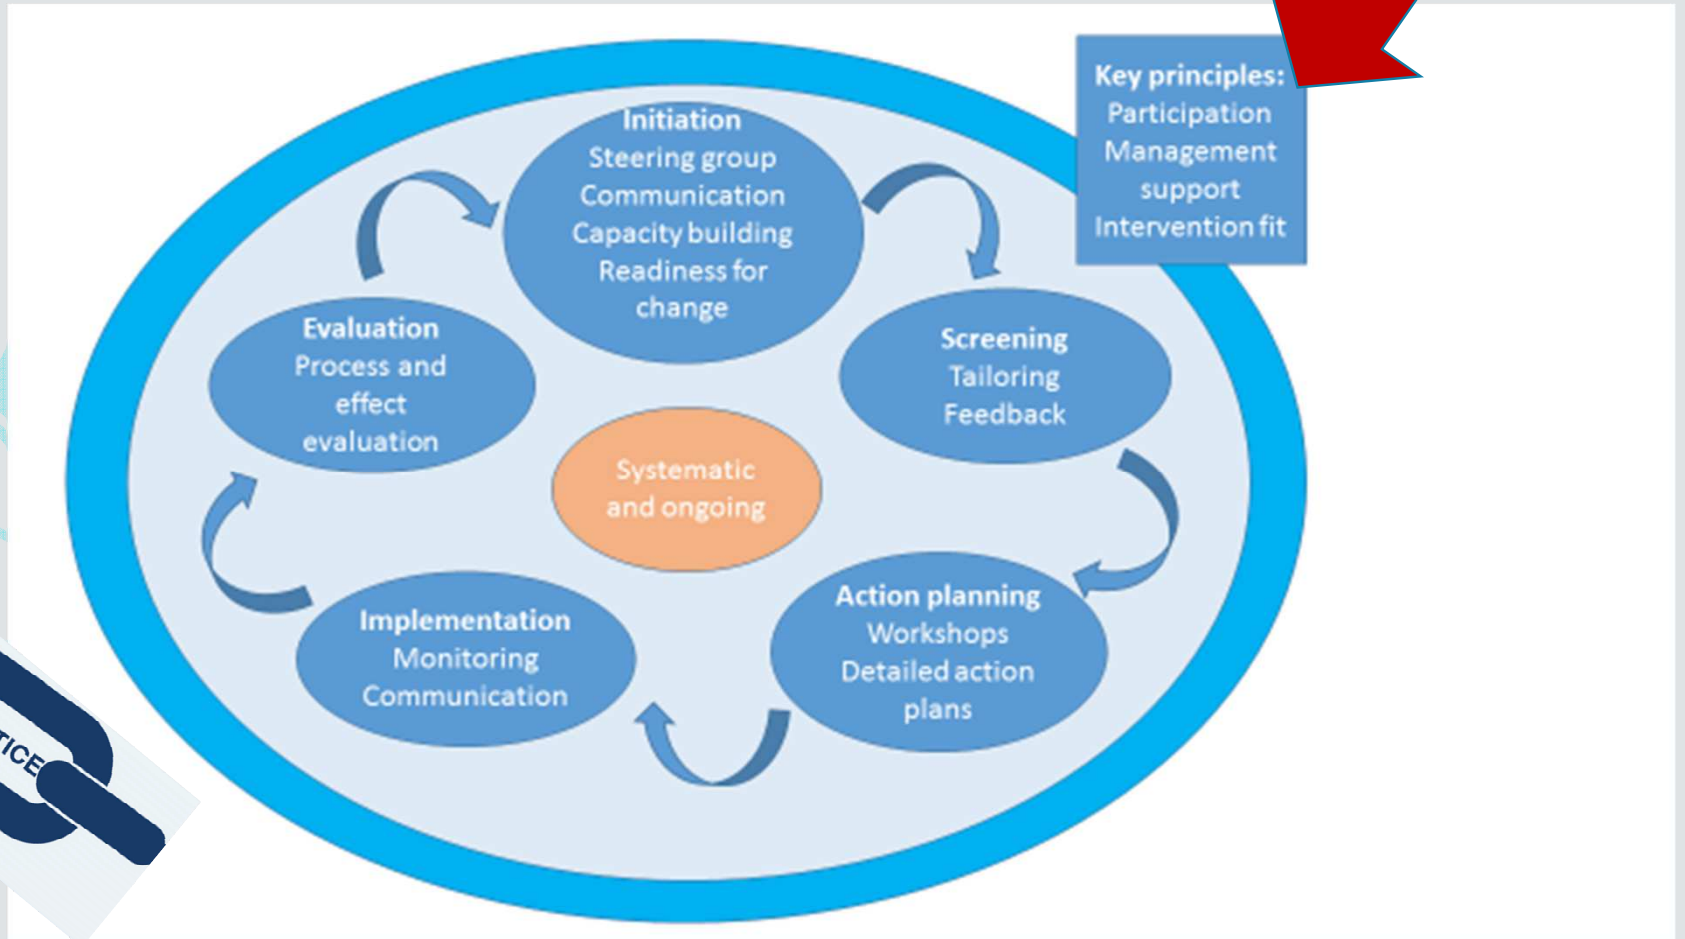 Key principles:
Participation
Management
support
Intervention fit
Initiation
Steering group
Communication
Capacity building
Readiness for
change
Screening
Tailoring
Feedback
Action planning
Workshops
Detailed action
plans
Implementation
Monitoring
Communication
Evaluation
Process and
effect
evaluation
Systematic
and ongoing